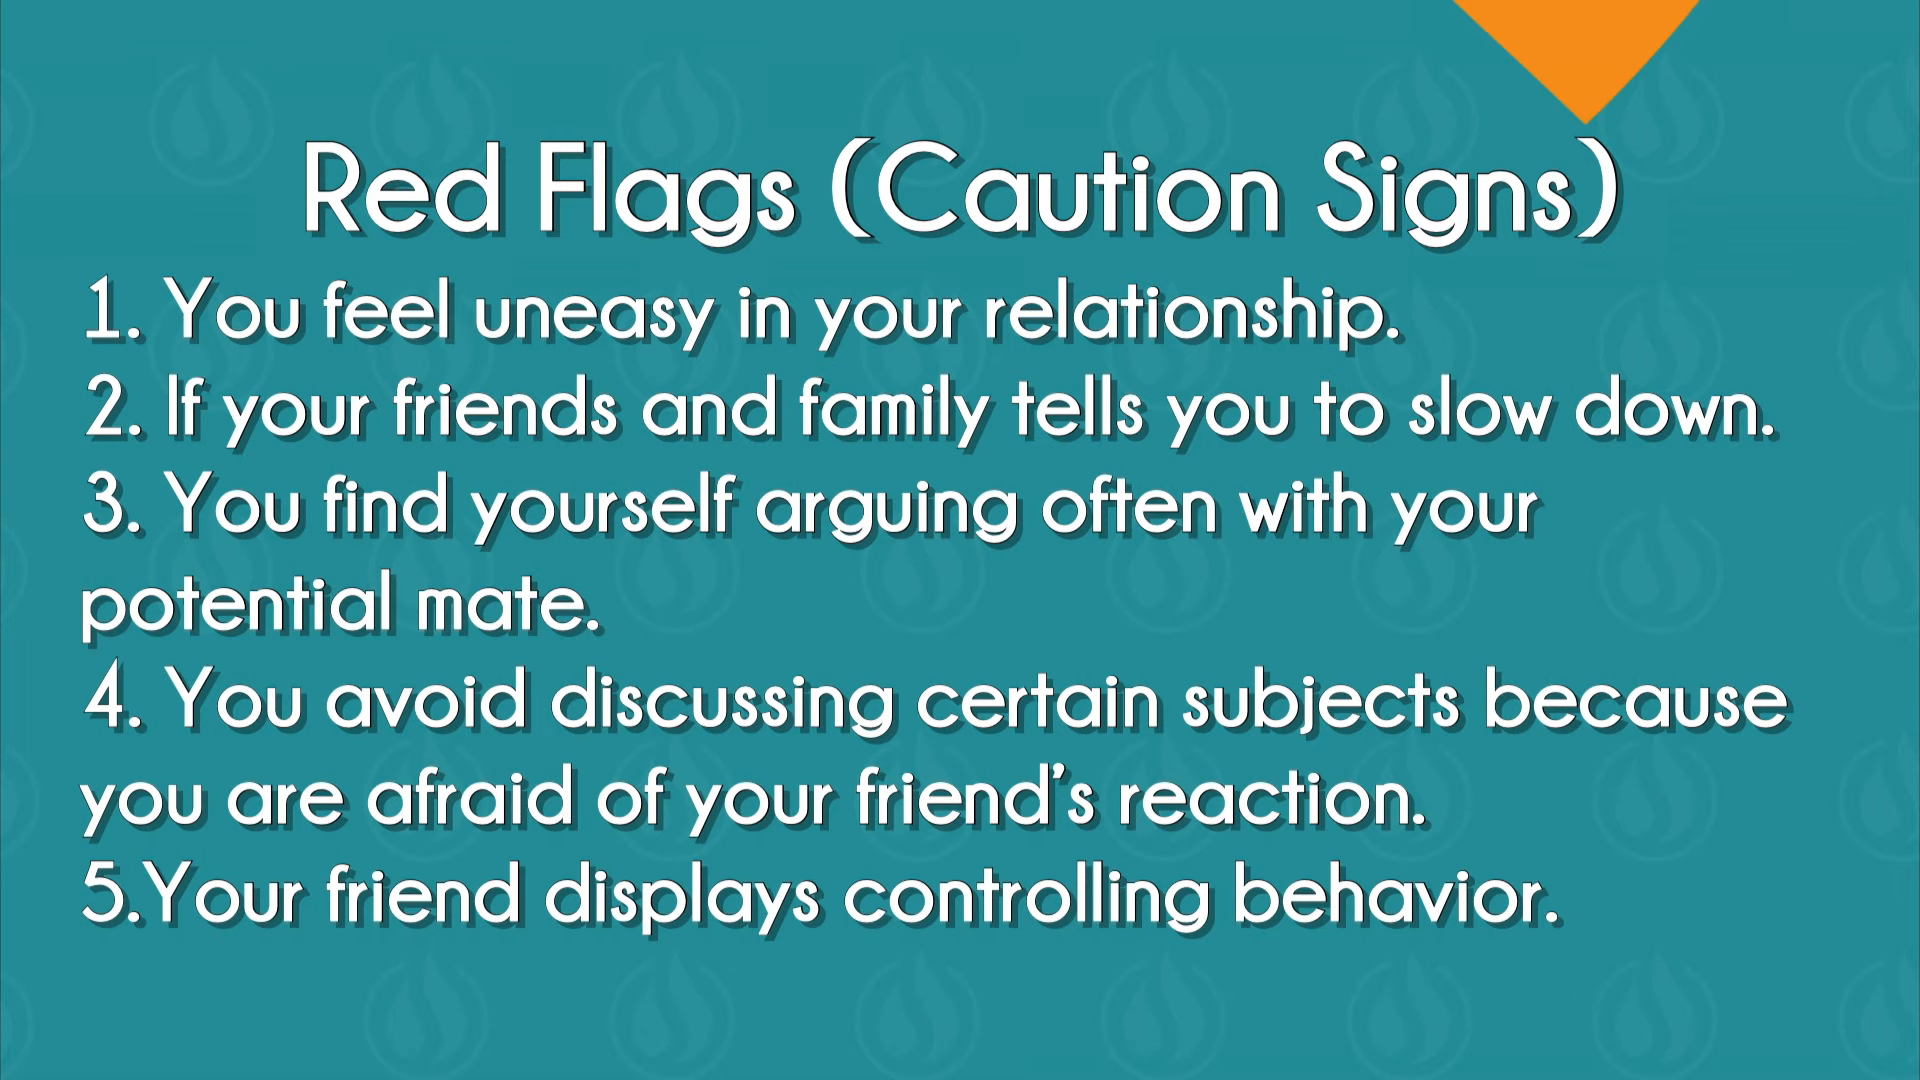 Red Flags (Caution Signs)
1. You feel uneasy in your relationship.
2. If your friends and family tells you to slow down.
3. You find yourself arguing often with your
potential mate.
4. You avoid discussing certain subjects because
you are afraid of your friend’s reaction.
5.Your friend displays controlling behavior.